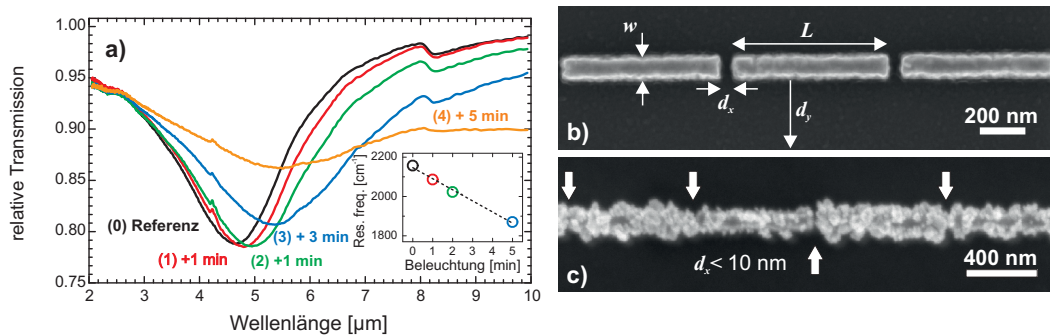 1.00
0.95
0.90
0.85
0.80
0.75
relative Transmission
a)
(4) + 5 min
(0) Referenz
(3) + 3 min
(1) +1 min
(2) +1 min
2
3
4
5
6
7
8
9
10
Wellenlänge [µm]
Res. freq. [cm⁻¹]
2200
2000
1800
0 1 2 3 4 5
Beleuchtung [min]
w
L
dx
dy
b)
200 nm
dx < 10 nm
c)
400 nm